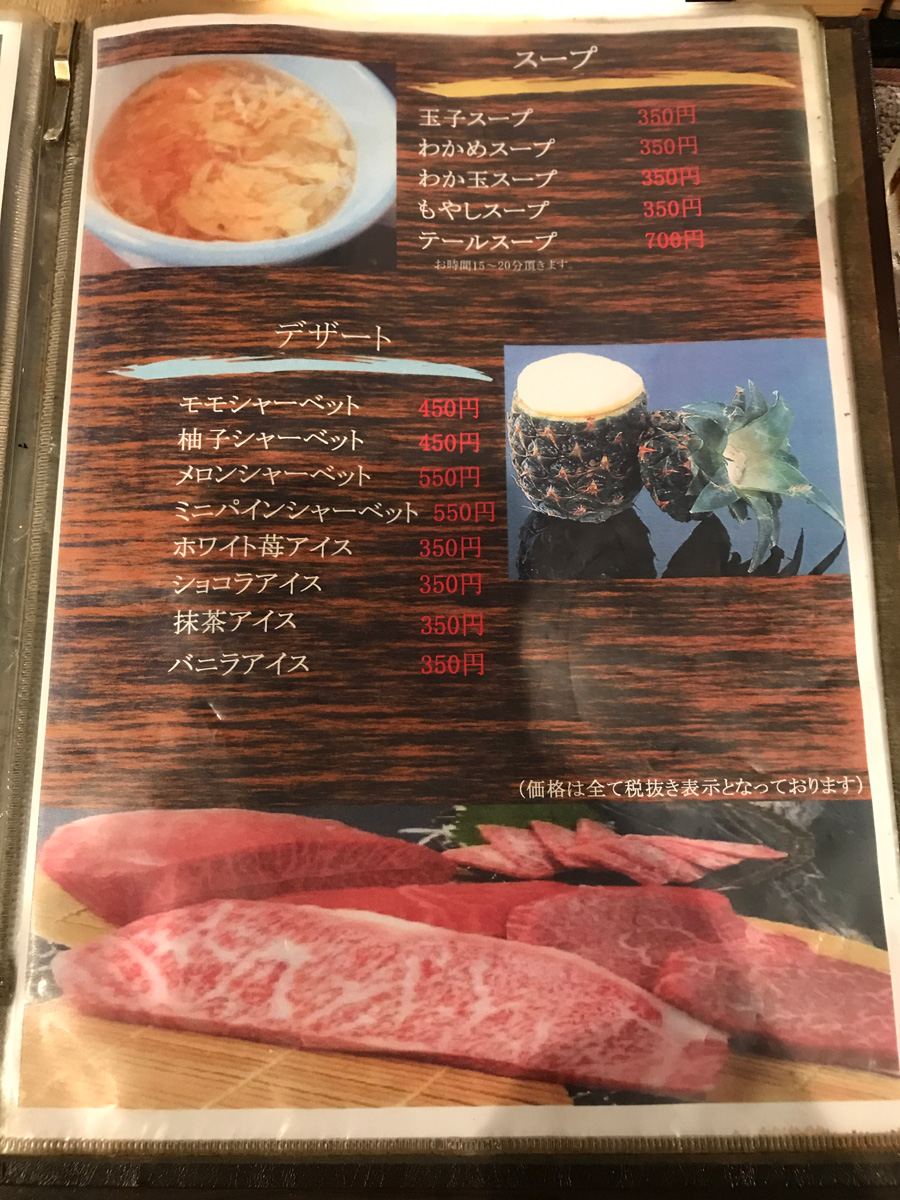 スープ
玉子スープ 350円
わかめスープ 350円
わか玉スープ 350円
もやしスープ 350円
テールスープ 700円
お時間15～20分頂きます。
デザート
モモシャーベット 450円
柚子シャーベット 450円
メロンシャーベット 550円
ミニパインシャーベット 550円
ホワイト苺アイス 350円
ショコラアイス 350円
抹茶アイス 350円
バニラアイス 350円
(価格は全て税抜き表示となっております)